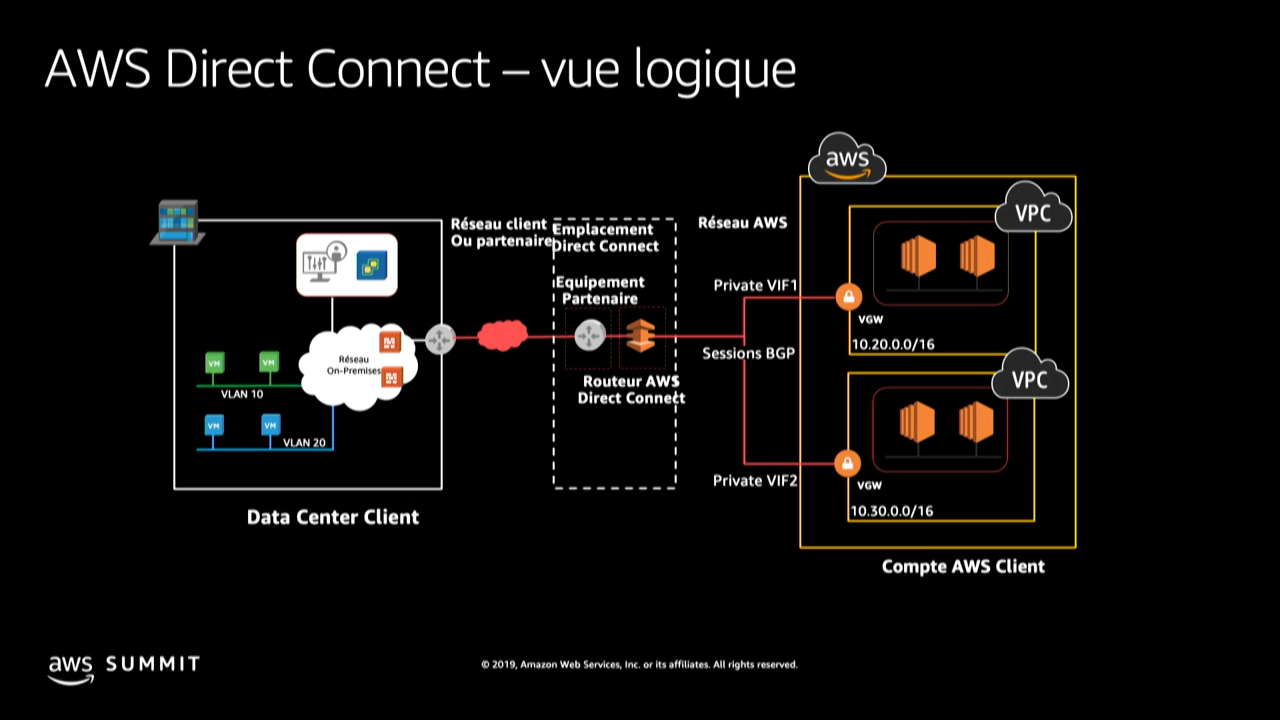 AWS Direct Connect – vue logique
aws
VPC
Réseau client
Ou partenaire
Emplacement
Direct Connect
Réseau AWS
Equipement
Partenaire
Private VIF1
VGW
10.20.0.0/16
Sessions BGP
Réseau
On-Premises
VM
VM
VLAN 10
Routeur AWS
Direct Connect
VPC
VM
VM
VLAN 20
Private VIF2
VGW
10.30.0.0/16
Data Center Client
Compte AWS Client
aws SUMMIT
© 2019, Amazon Web Services, Inc. or its affiliates. All rights reserved.